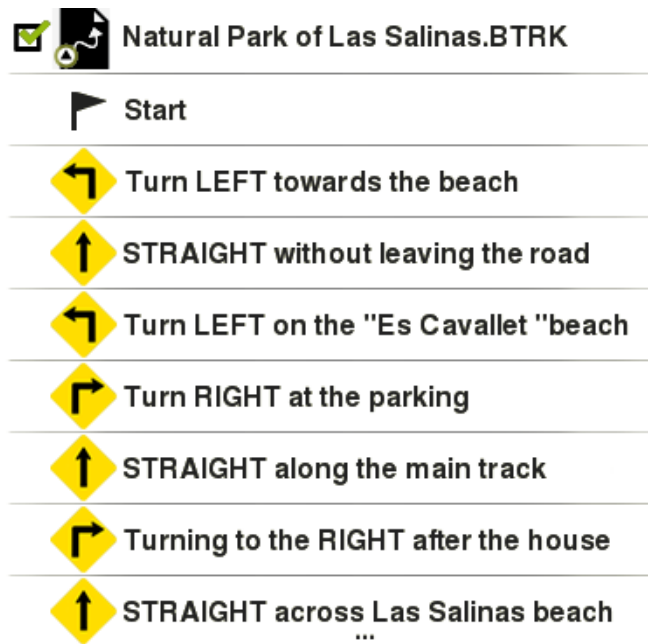 Natural Park of Las Salinas.BTRK
Start
Turn LEFT towards the beach
STRAIGHT without leaving the road
Turn LEFT on the "Es Cavallet "beach
Turn RIGHT at the parking
STRAIGHT along the main track
Turning to the RIGHT after the house
STRAIGHT across Las Salinas beach
...